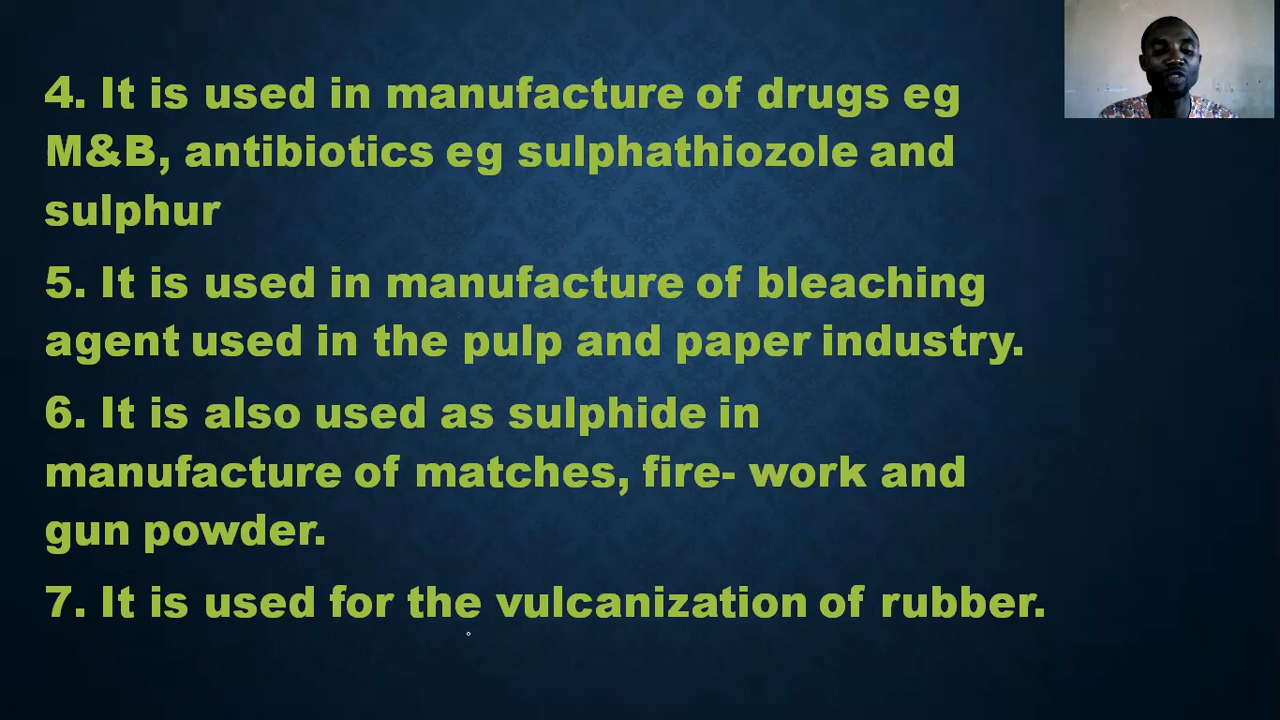 4. It is used in manufacture of drugs eg
M&B, antibiotics eg sulphathiozole and
sulphur
5. It is used in manufacture of bleaching
agent used in the pulp and paper industry.
6. It is also used as sulphide in
manufacture of matches, fire- work and
gun powder.
7. It is used for the vulcanization of rubber.